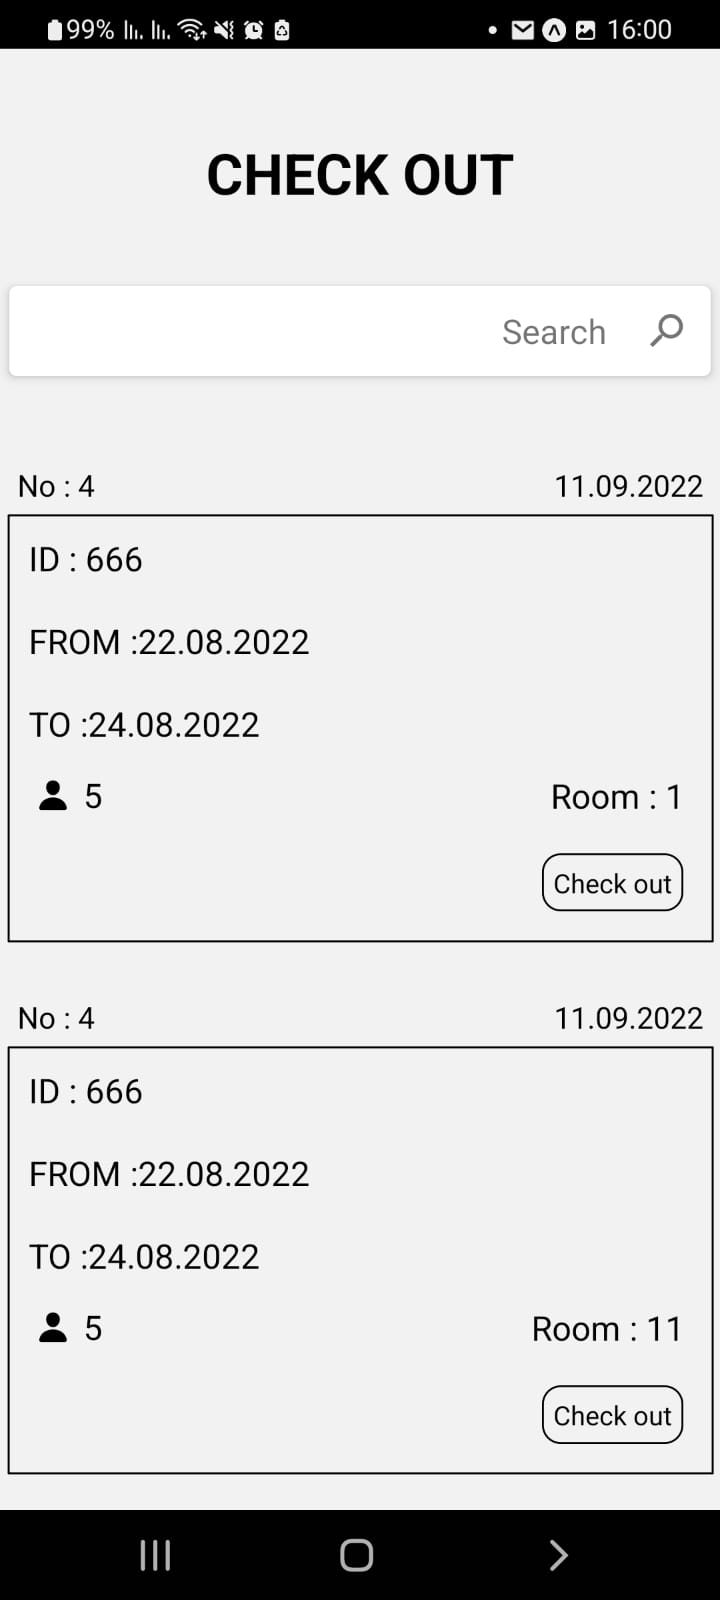 99% 16:00
CHECK OUT
Search
No : 4 11.09.2022
ID : 666
FROM :22.08.2022
TO :24.08.2022
5 Room : 1
Check out
No : 4 11.09.2022
ID : 666
FROM :22.08.2022
TO :24.08.2022
5 Room : 11
Check out